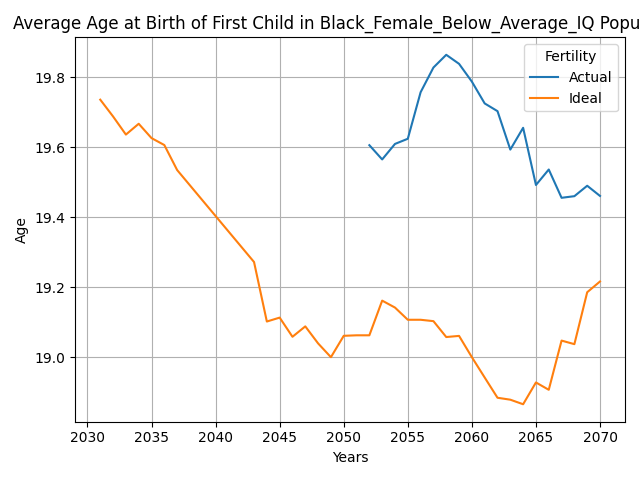 Average Age at Birth of First Child in Black_Female_Below_Average_IQ Popu
Fertility
Actual
Ideal
19.8
19.6
19.4
19.2
19.0
Age
2030 2035 2040 2045 2050 2055 2060 2065 2070
Years